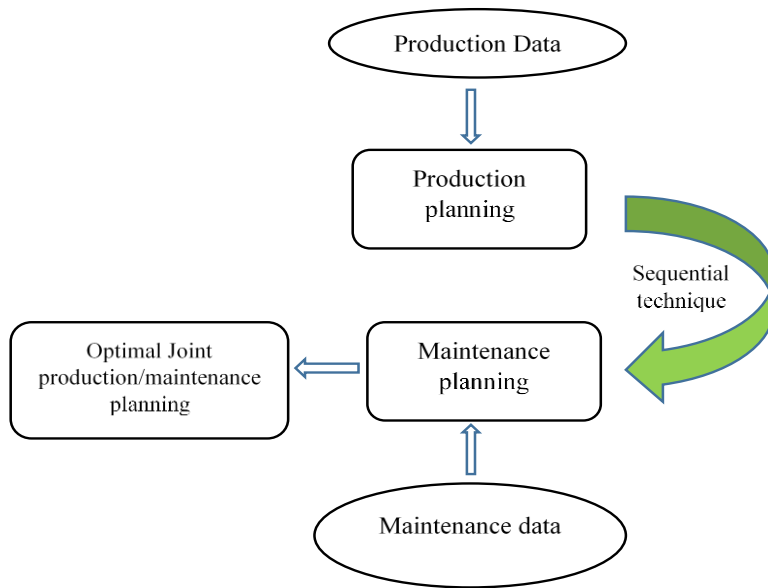 Production Data
Production
planning
Sequential
technique
Maintenance
planning
Optimal Joint
production/maintenance
planning
Maintenance data